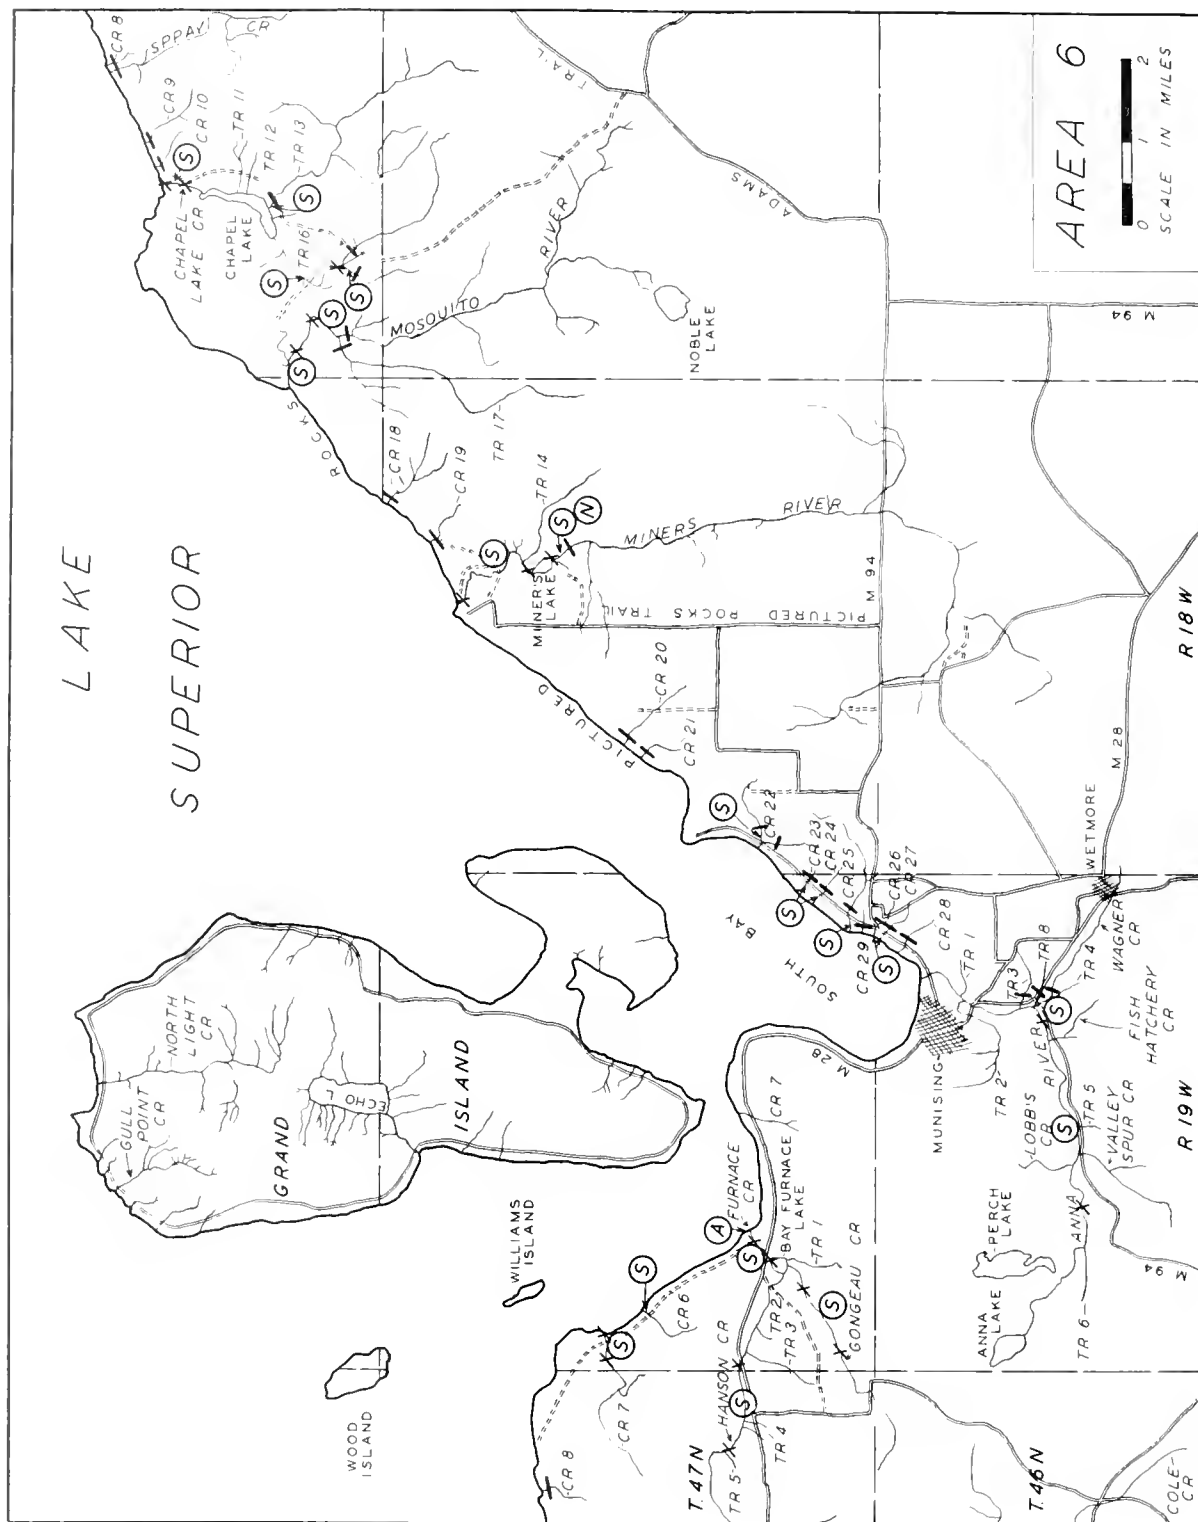 LAKE
SUPERIOR
AREA 6
0 1 2
SCALE IN MILES
GULL
POINT
CR
NORTH
LIGHT
CR
ECHO L
GRAND
ISLAND
WILLIAMS
ISLAND
WOOD
ISLAND
PICTURED
ROCKS
CR 8
SPRAY
CR
CR 9
CR 10
S
CHAPEL
LAKE CR
CHAPEL
LAKE
TR 11
TR 12
TR 13
S
TR 16
S
S
S
S
MOSQUITO
RIVER
NOBLE
LAKE
ADAMS
TRAIL
M 94
CR 18
CR 19
TR 17
TR 14
S
S
N
MINER'S
LAKE
MINERS
RIVER
PICTURED ROCKS TRAIL
M 94
CR 20
CR 21
S
CR 22
CR 23
CR 24
CR 25
CR 26
CR 27
CR 28
CR 29
S
S
S
SOUTH
BAY
MUNISING
M 28
TR 1
TR 2
TR 3
TR 8
TR 4
S
WAGNER
CR
FISH
HATCHERY
CR
WETMORE
M 28
R 18 W
LOBB'S
CR
RIVER
TR 5
S
VALLEY
SPUR CR
ANNA
R 19 W
PERCH
LAKE
ANNA
LAKE
TR 6
M 94
CR 7
FURNACE
CR
A
S
BAY FURNACE
LAKE
TR 1
TR 2
TR 3
GONGEAU CR
S
S
CR 6
S
CR 7
CR 8
HANSON CR
S
TR 4
TR 5
T. 47 N
T. 46 N
COLE-
CR